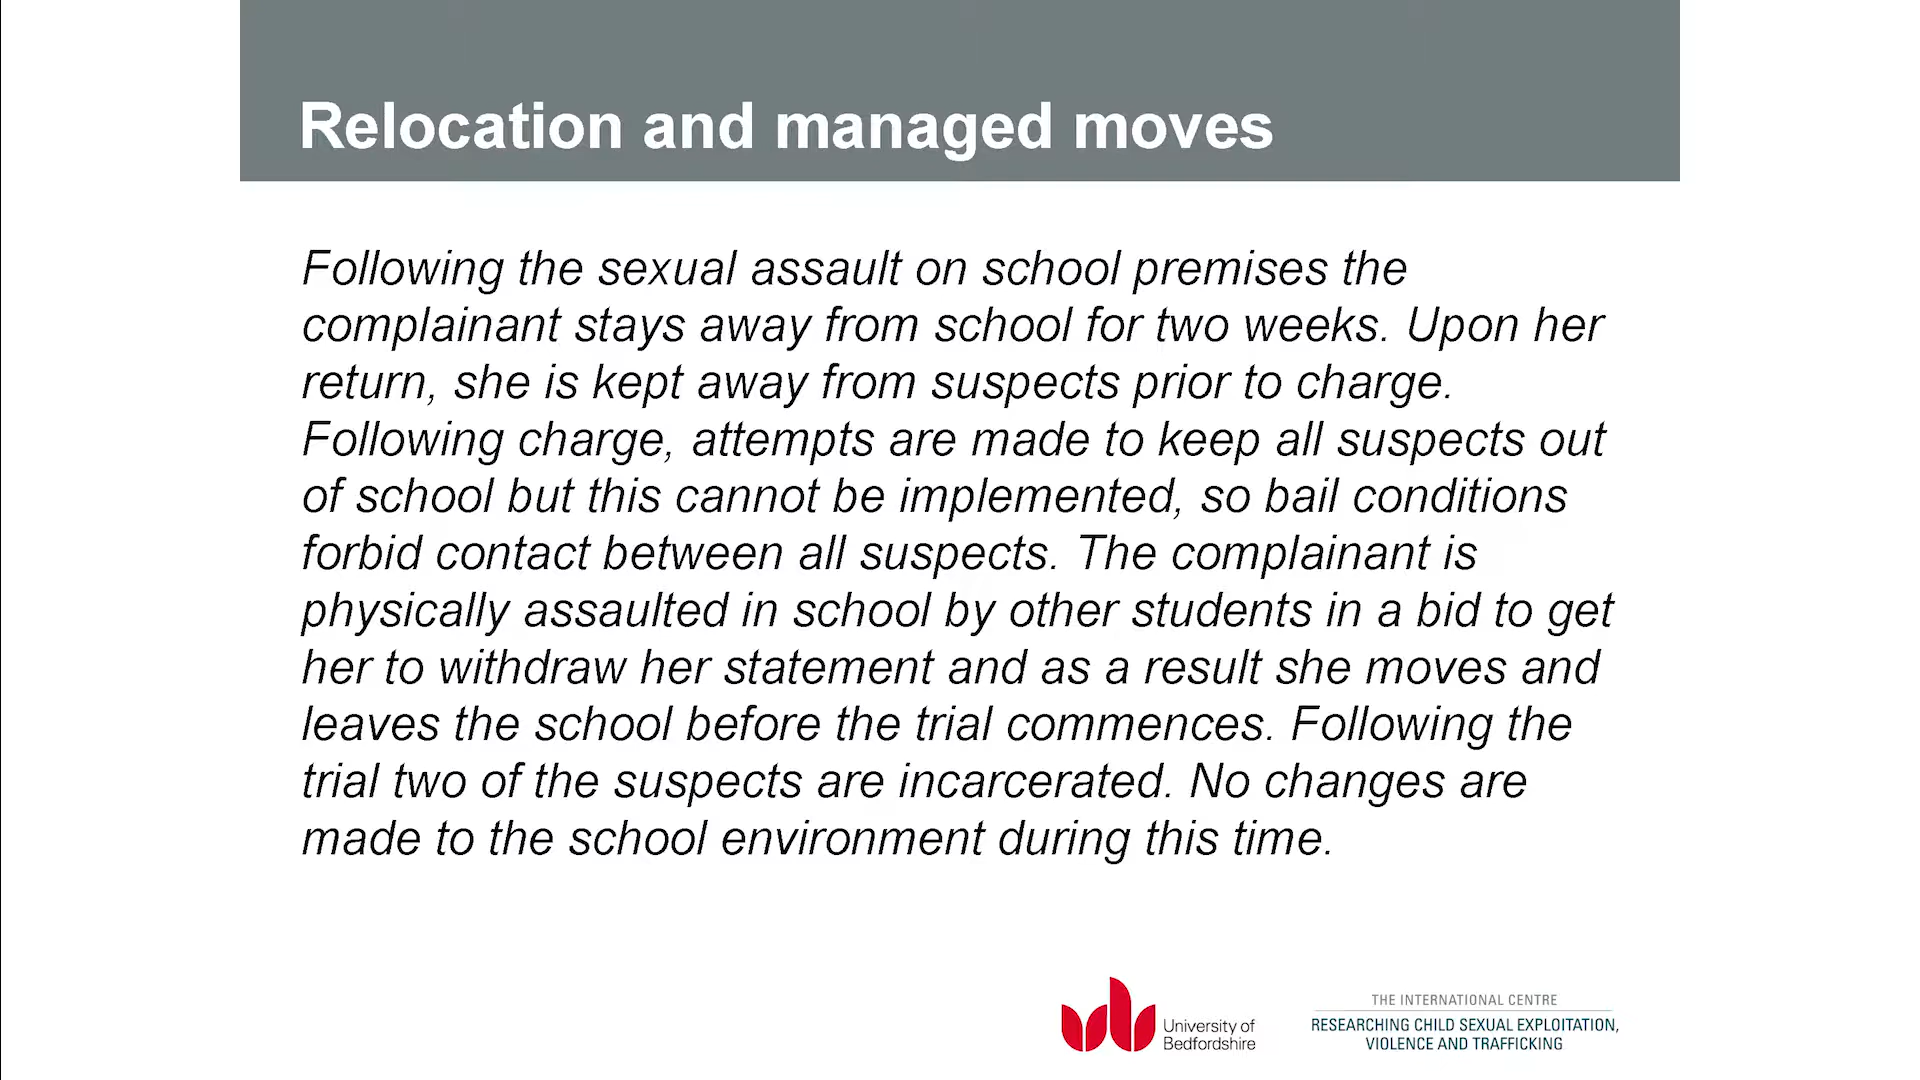 Relocation and managed moves
Following the sexual assault on school premises the
complainant stays away from school for two weeks. Upon her
return, she is kept away from suspects prior to charge.
Following charge, attempts are made to keep all suspects out
of school but this cannot be implemented, so bail conditions
forbid contact between all suspects. The complainant is
physically assaulted in school by other students in a bid to get
her to withdraw her statement and as a result she moves and
leaves the school before the trial commences. Following the
trial two of the suspects are incarcerated. No changes are
made to the school environment during this time.
University of
Bedfordshire
THE INTERNATIONAL CENTRE
RESEARCHING CHILD SEXUAL EXPLOITATION,
VIOLENCE AND TRAFFICKING